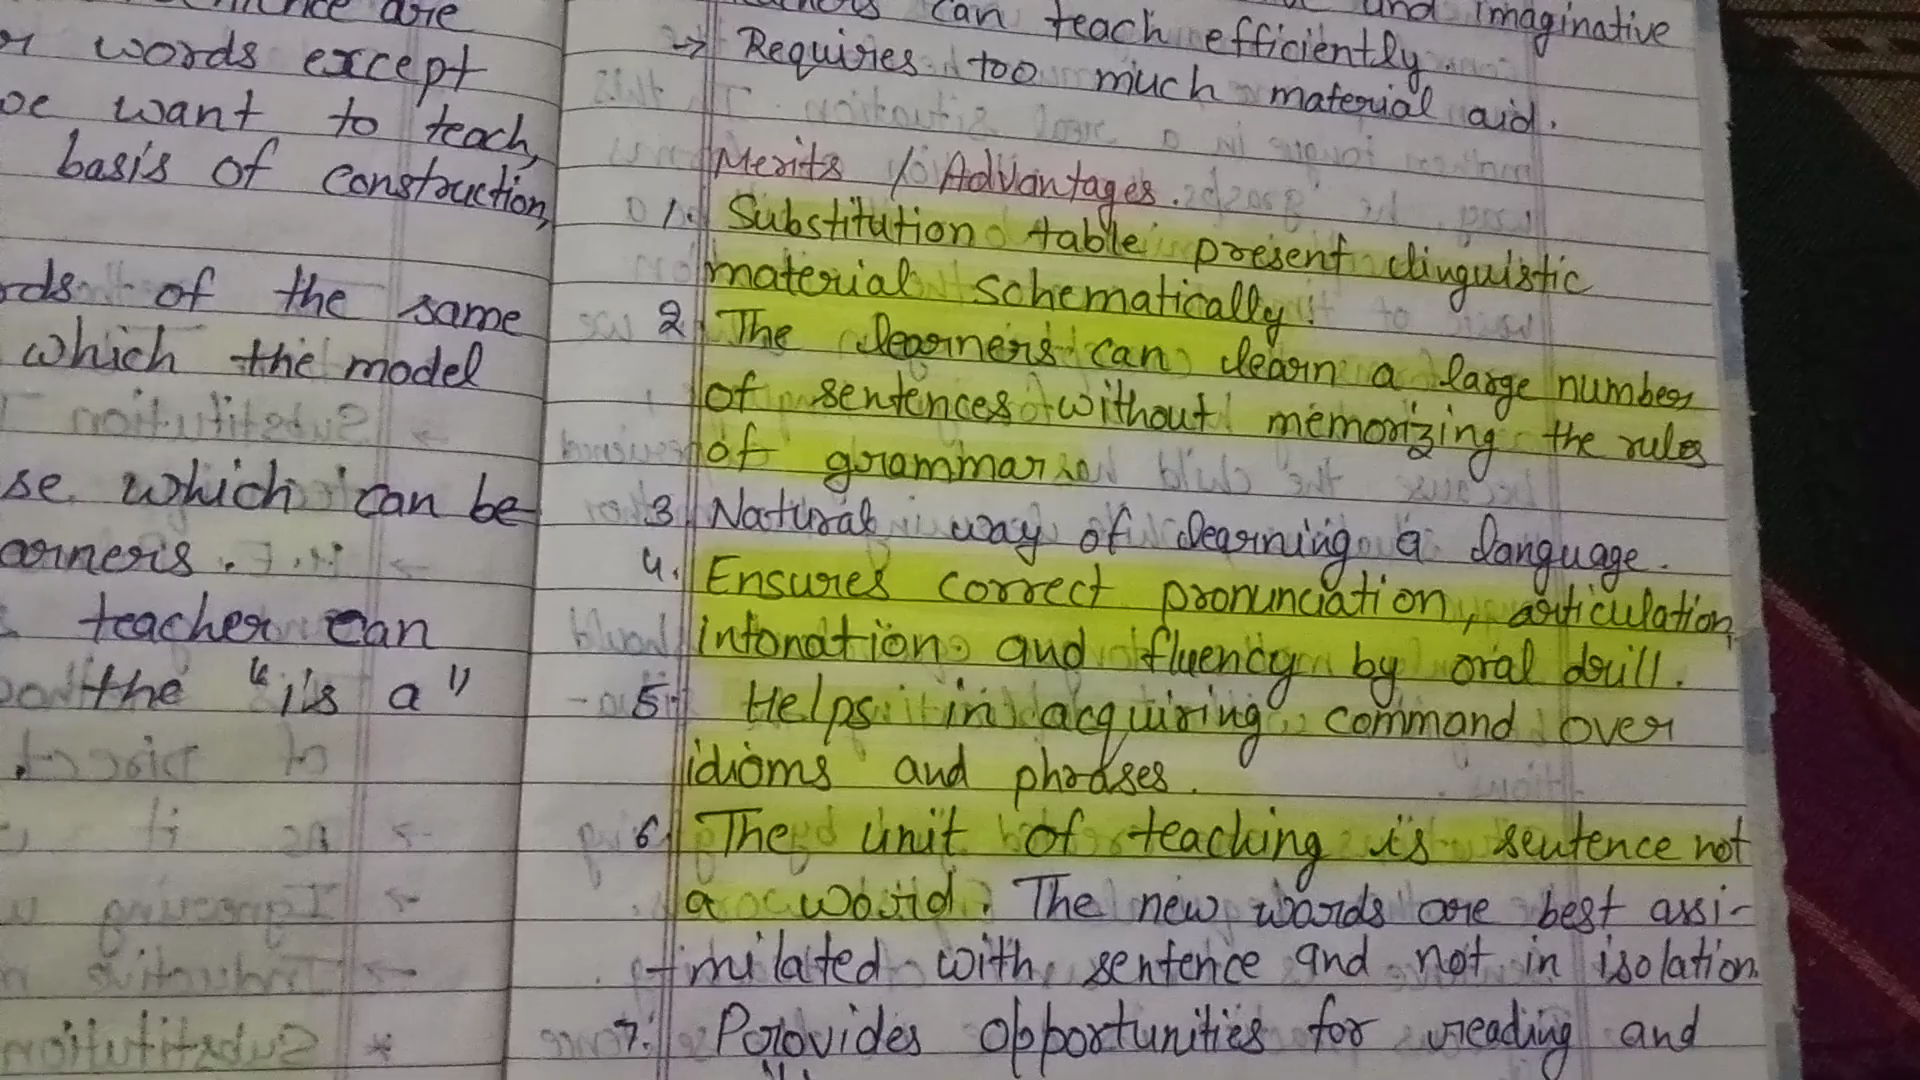 are
words except
want to teach,
basis of construction,
of the same
which the model
se which can be
teacher can
the "is a"
can teach efficiently.
and imaginative
→ Requires too much material aid.
Merits / Advantages.
1. Substitution table present linguistic
material schematically.
2. The learners can learn a large number
of sentences without memorizing the rules
of grammar
3. Natural way of learning a language.
4. Ensures correct pronunciation, articulation,
intonation and fluency by oral drill.
5. Helps in acquiring command over
idioms and phrases.
6. The unit of teaching is sentence not
a word. The new words are best assi-
-milated with sentence and not in isolation
7. Provides opportunities for reading and